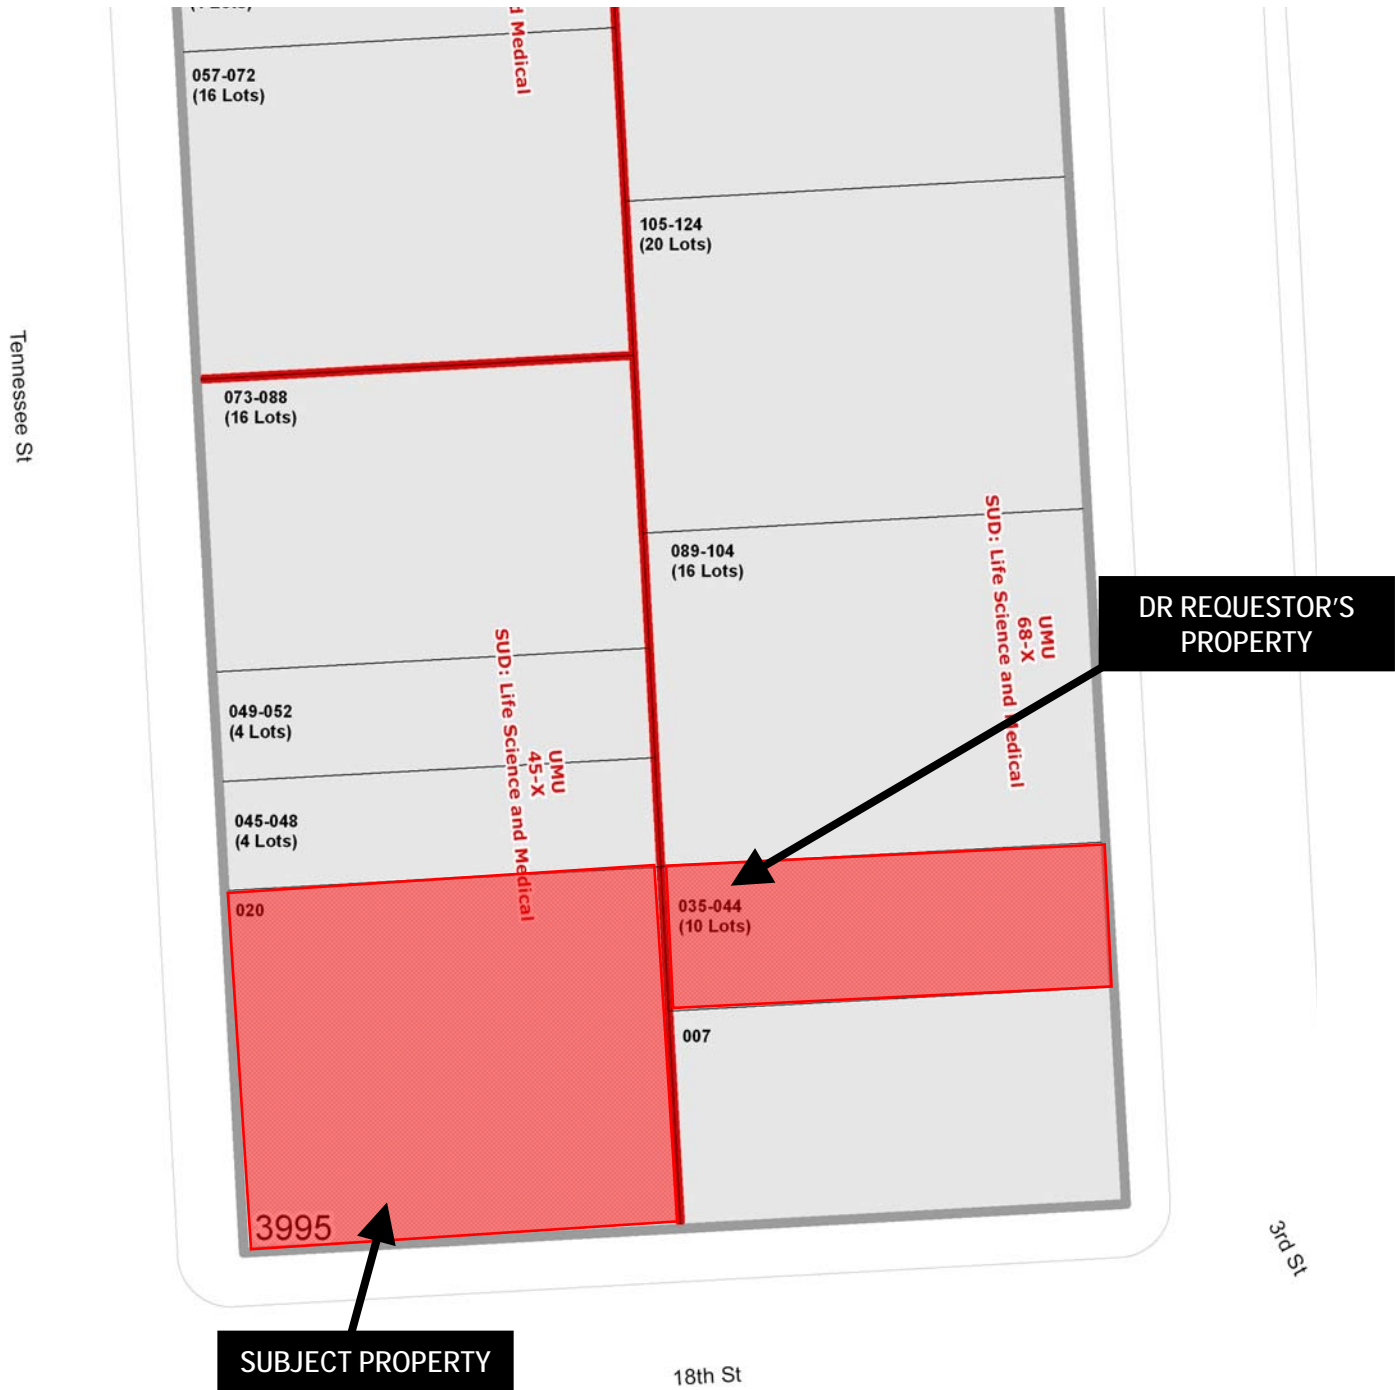 d Medical
057-072
(16 Lots)
105-124
(20 Lots)
Tennessee St
073-088
(16 Lots)
089-104
(16 Lots)
SUD: Life Science and Medical
UMU
68-X
DR REQUESTOR'S
PROPERTY
049-052
(4 Lots)
SUD: Life Science and Medical
UMU
45-X
045-048
(4 Lots)
020
035-044
(10 Lots)
007
3995
3rd St
SUBJECT PROPERTY
18th St